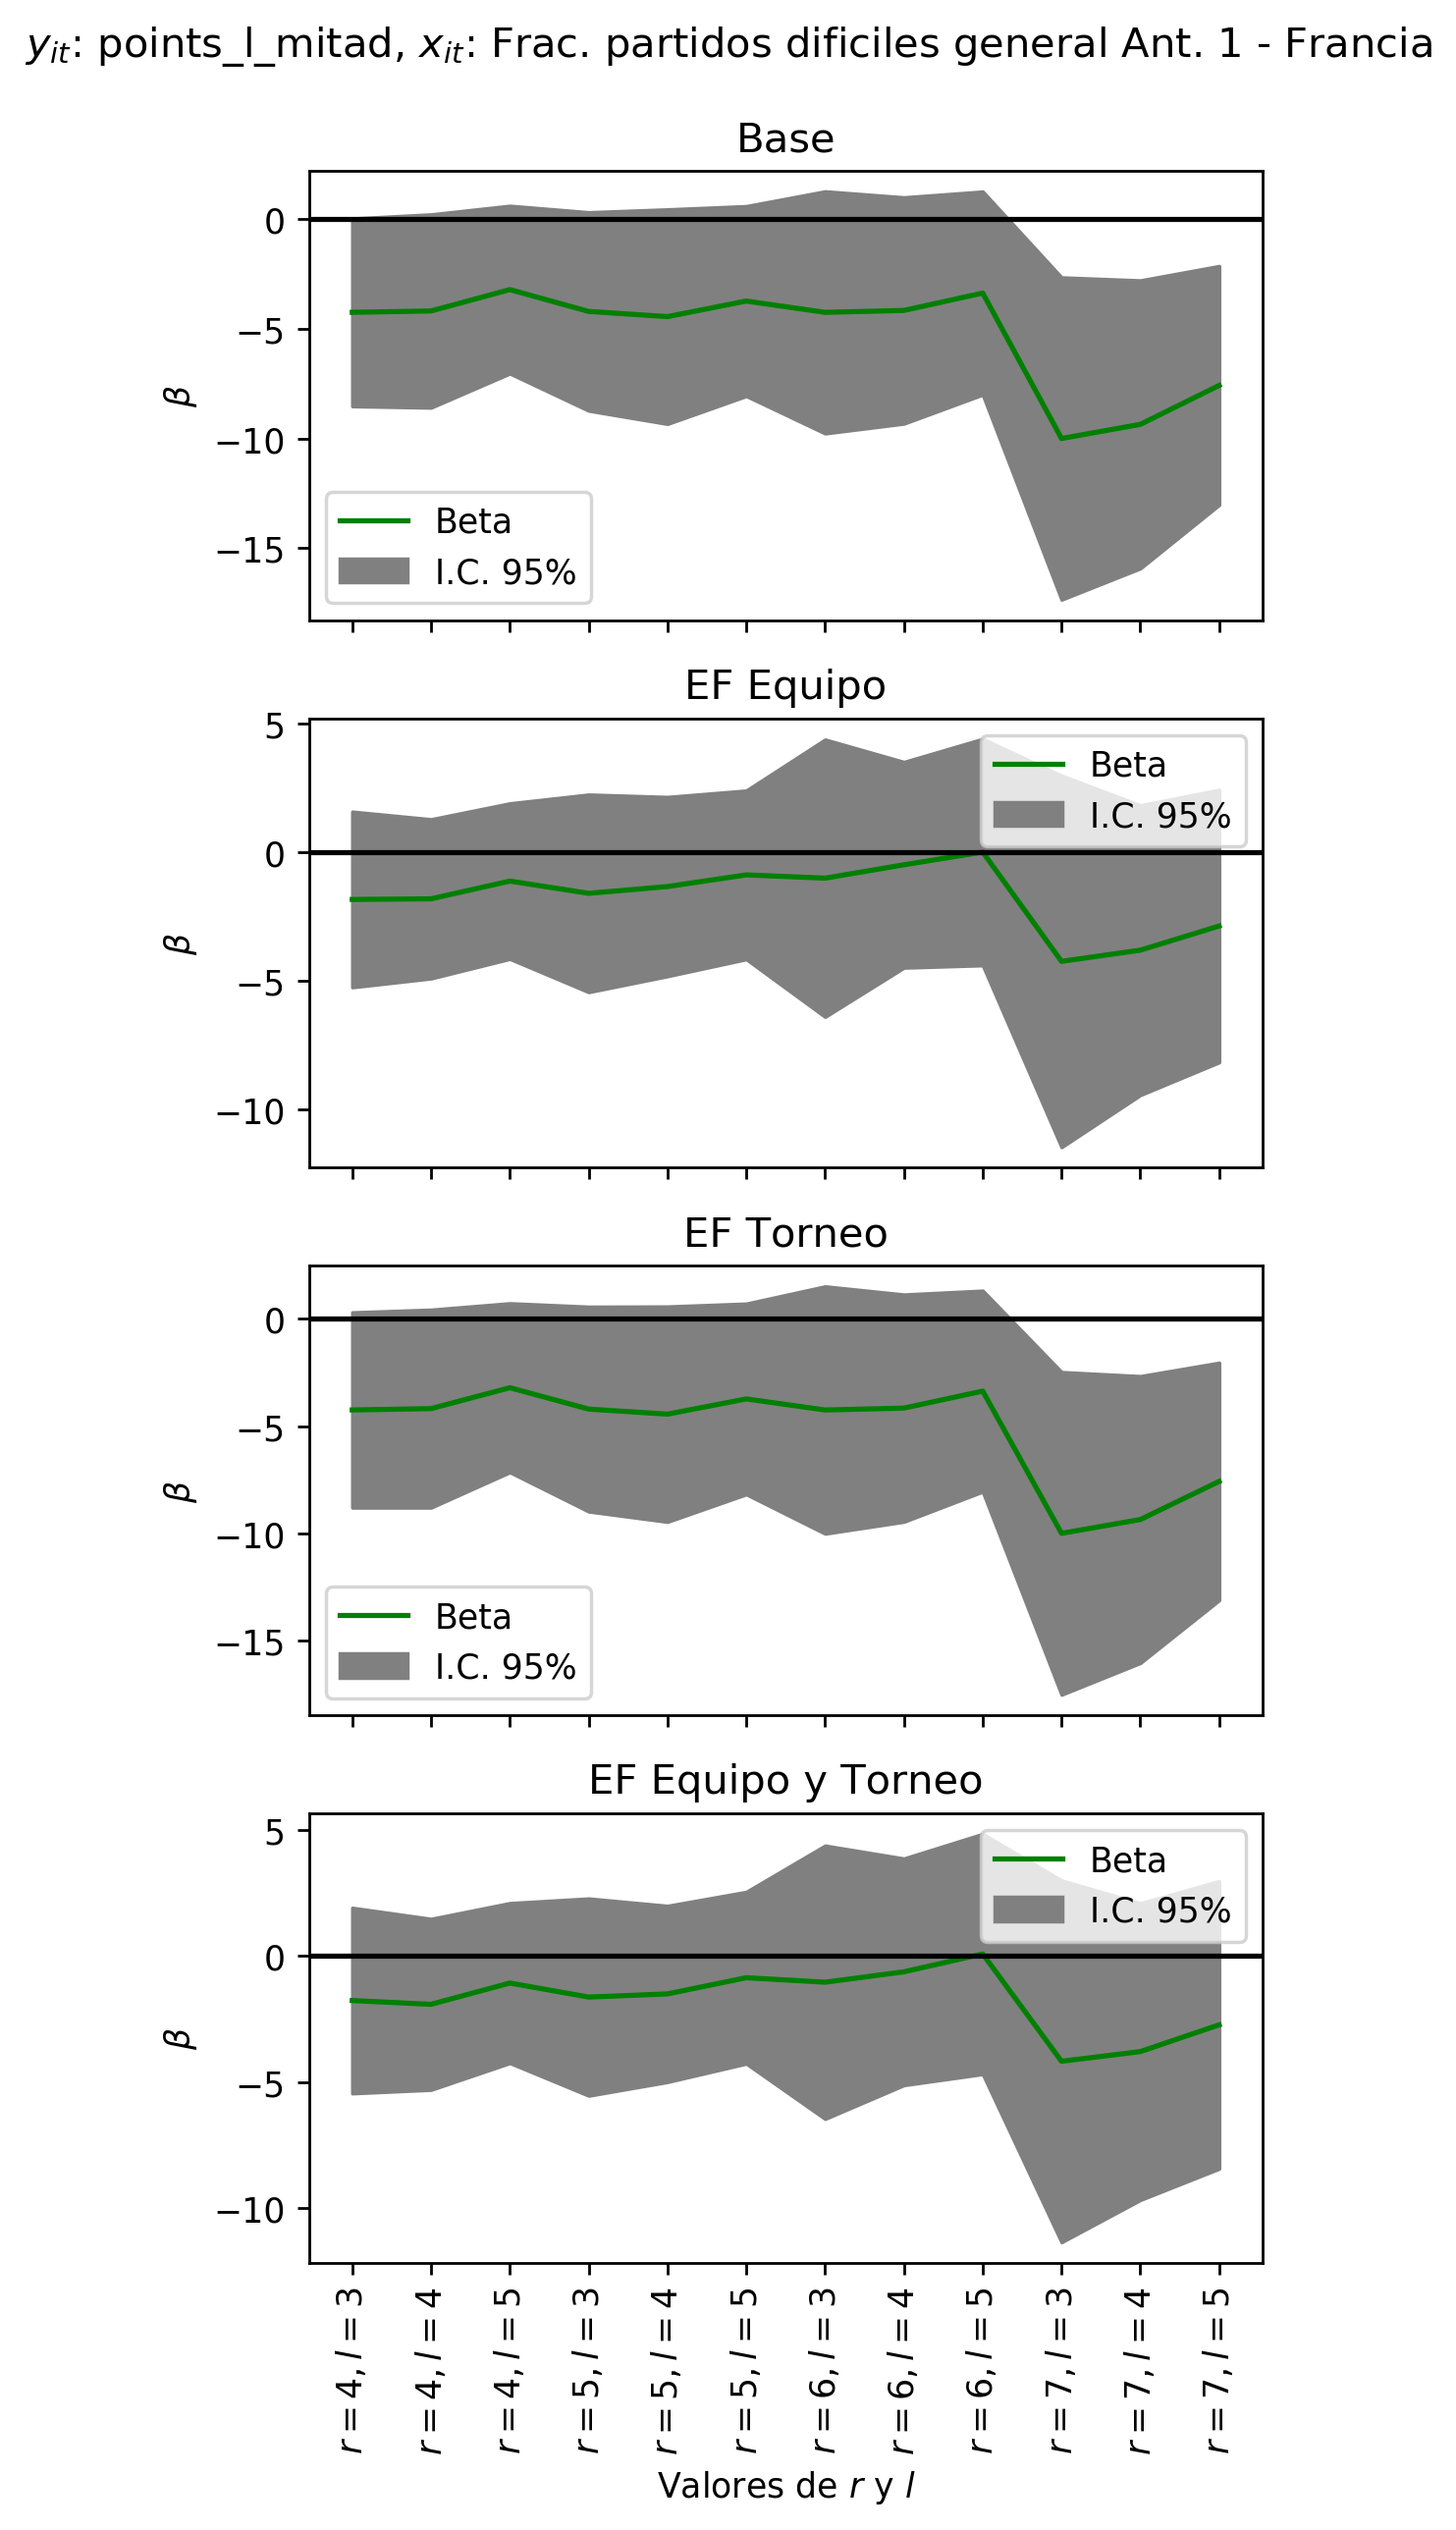 y_it: points_l_mitad, x_it: Frac. partidos dificiles general Ant. 1 - Francia
Base
0
−5
−10
−15
β
Beta
I.C. 95%
EF Equipo
5
0
−5
−10
β
Beta
I.C. 95%
EF Torneo
0
−5
−10
−15
β
Beta
I.C. 95%
EF Equipo y Torneo
5
0
−5
−10
β
Beta
I.C. 95%
r = 4, l = 3
r = 4, l = 4
r = 4, l = 5
r = 5, l = 3
r = 5, l = 4
r = 5, l = 5
r = 6, l = 3
r = 6, l = 4
r = 6, l = 5
r = 7, l = 3
r = 7, l = 4
r = 7, l = 5
Valores de r y l